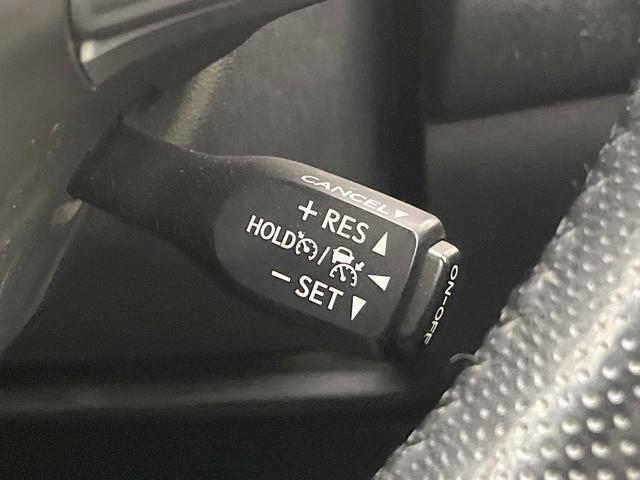 CANCEL▼
+RES ▲
HOLD / ◀
−SET ▼
ON-OFF